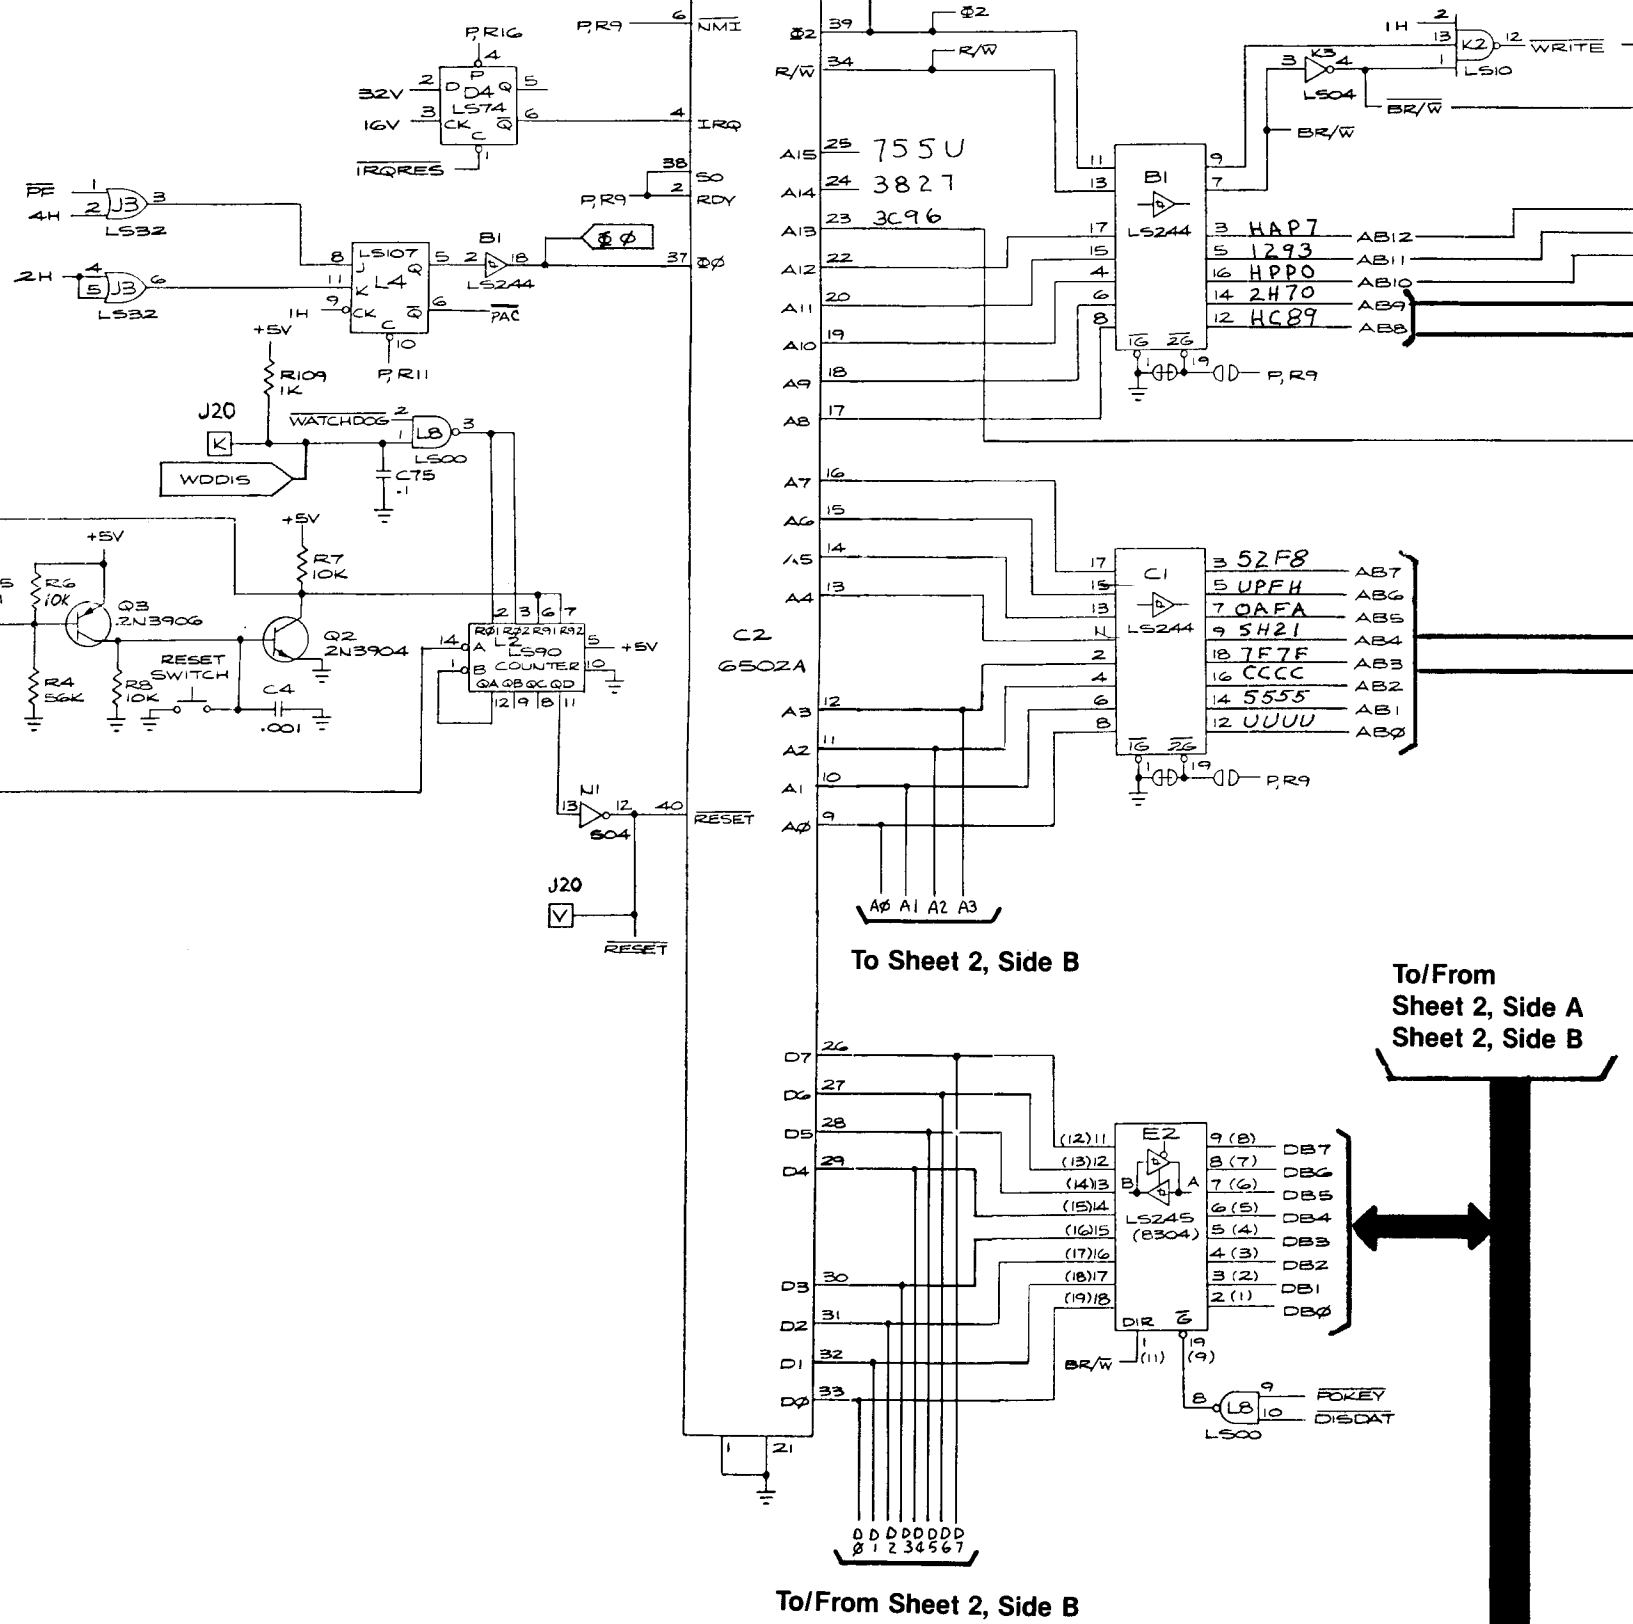 P,R9
6
NMI
P,R16
4
P
2
D
D4
Q
5
32V
LS74
3
CK
Q
6
16V
C
1
IRQRES
4
IRQ
38
SO
2
RDY
P,R9
PF
1
J3
3
4H
2
LS32
2H
4
5
J3
6
LS32
LS107
8
J
Q
5
L4
11
K
9
1H
CK
Q
6
PAC
C
10
P,R11
B1
2
18
LS244
Φ0
37
Φ0
+5V
R109
1K
J20
K
WATCHDOG
2
1
L8
3
LS00
WDDIS
C75
.1
+5V
R6
10K
Q3
2N3906
R4
56K
R8
10K
RESET
SWITCH
C4
.001
+5V
R7
10K
Q2
2N3904
2
3
6
7
R01
R02
R91
R92
14
A
L2
LS90
5
+5V
1
B
COUNTER
10
QA
QB
QC
QD
12
9
8
11
N1
13
12
S04
40
RESET
J20
V
RESET
C2
6502A
Φ2
39
Φ2
R/W
34
R/W
A15
25
755U
A14
24
3827
A13
23
3C96
A12
22
A11
20
A10
19
A9
18
A8
17
A7
16
A6
15
A5
14
A4
13
A3
12
A2
11
A1
10
A0
9
A0 A1 A2 A3
To Sheet 2, Side B
1H
2
13
1
K2
12
WRITE
LS10
3
K3
4
LS04
BR/W
BR/W
11
B1
9
13
7
LS244
17
3
HAP7
AB12
15
5
1293
AB11
4
16
HPP0
AB10
6
14
2H70
AB9
8
12
HC89
AB8
1G
2G
1
19
P,R9
17
C1
3
52F8
AB7
15
5
UPFH
AB6
13
7
0AFA
AB5
LS244
9
5H21
AB4
2
18
7F7F
AB3
4
16
CCCC
AB2
6
14
5555
AB1
8
12
UUUU
AB0
1G
2G
1
19
P,R9
To/From
Sheet 2, Side A
Sheet 2, Side B
D7
26
D6
27
D5
28
D4
29
D3
30
D2
31
D1
32
D0
33
1
21
E2
B
A
LS245
(8304)
(12)11
9 (8)
DB7
(13)12
8 (7)
DB6
(14)13
7 (6)
DB5
(15)14
6 (5)
DB4
(16)15
5 (4)
DB3
(17)16
4 (3)
DB2
(18)17
3 (2)
DB1
(19)18
2 (1)
DB0
DIR
G
1
(11)
19
(9)
BR/W
8
L8
9
POKEY
10
DISDAT
LS00
D0 D1 D2 D3 D4 D5 D6 D7
To/From Sheet 2, Side B